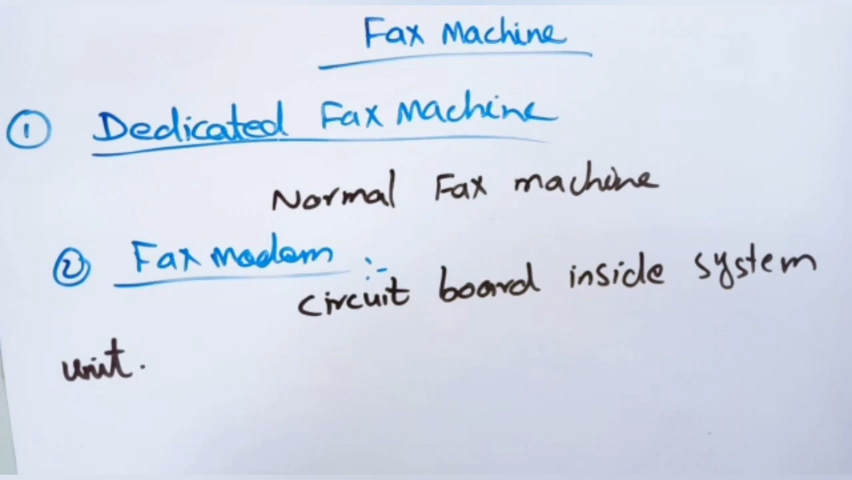 Fax Machine
① Dedicated Fax Machine
Normal Fax machine
② Fax modem :-
Circuit board inside system
unit.